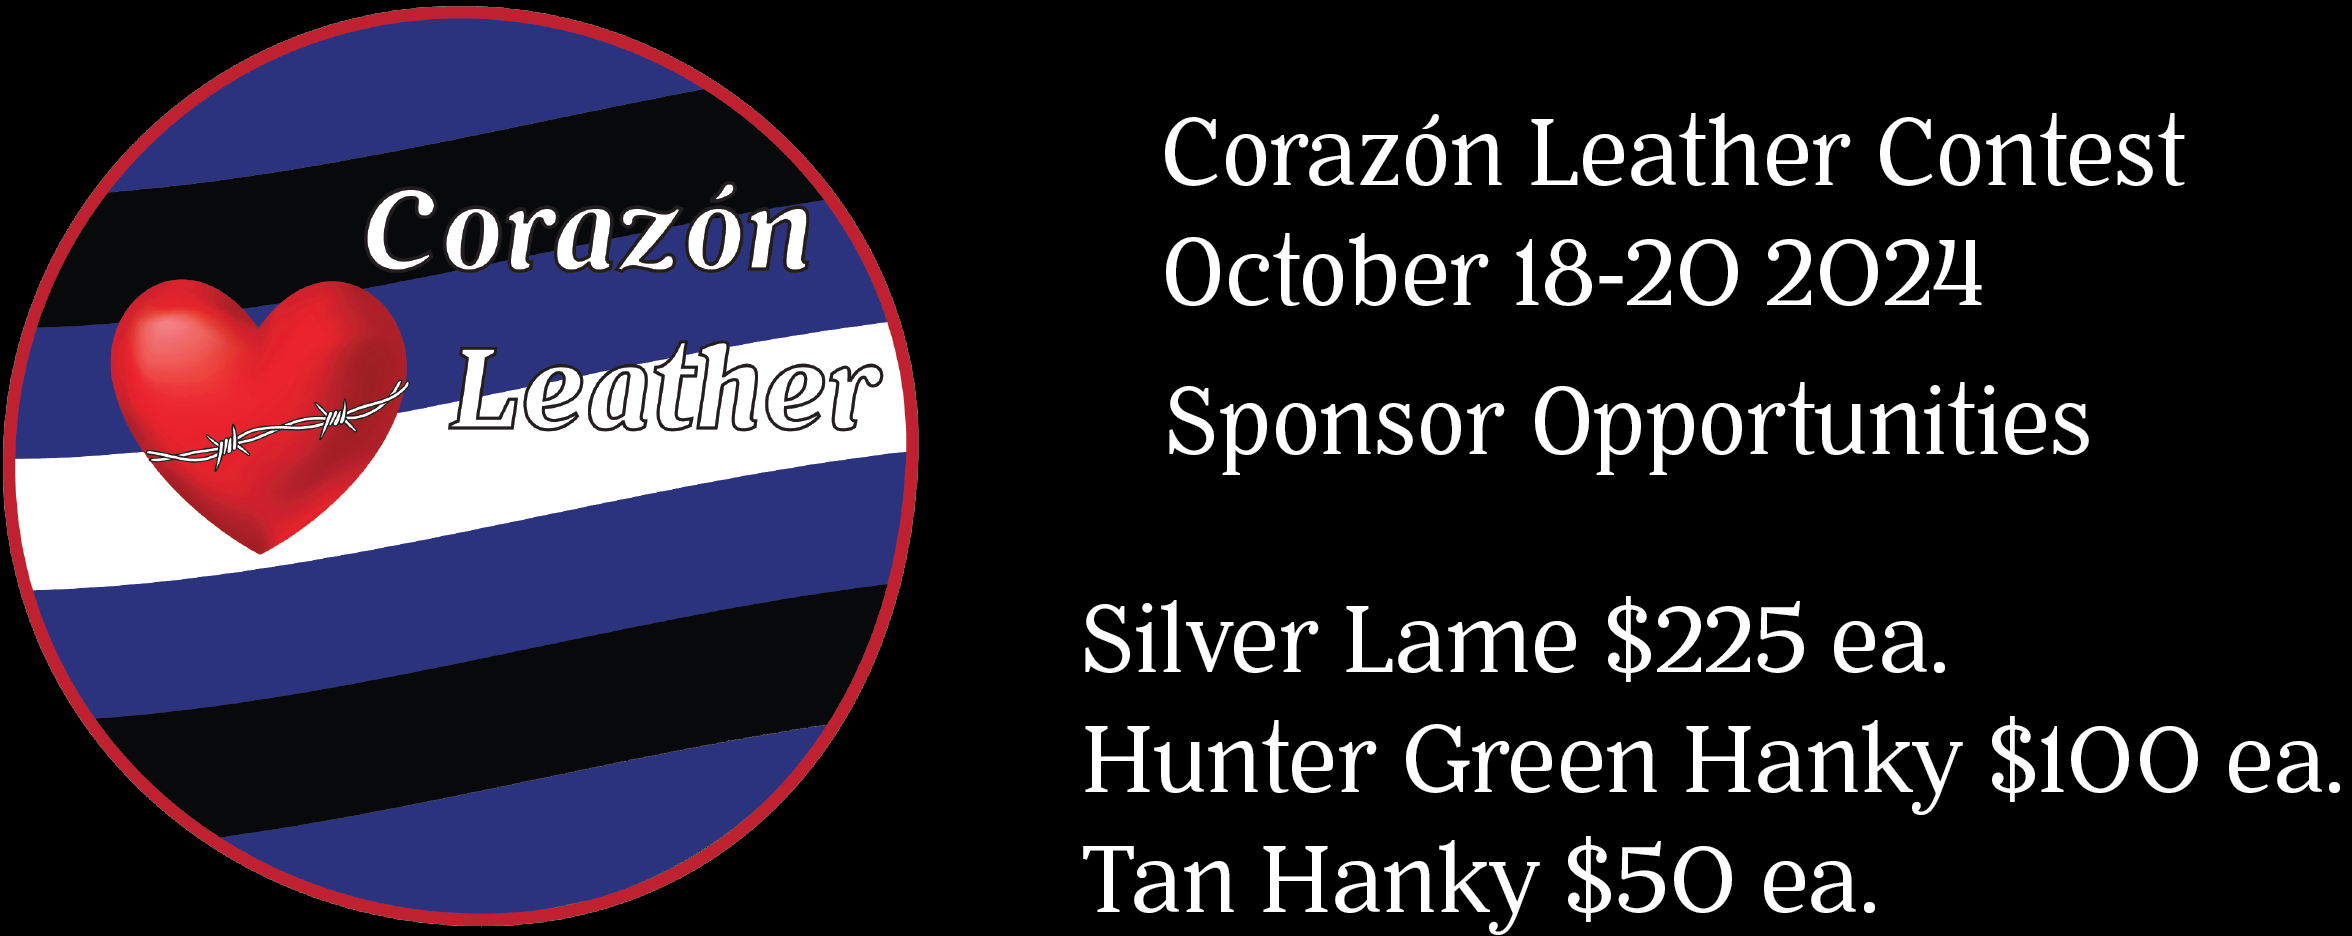 Corazón
Leather
Corazón Leather Contest
October 18-20 2024
Sponsor Opportunities
Silver Lame $225 ea.
Hunter Green Hanky $100 ea.
Tan Hanky $50 ea.